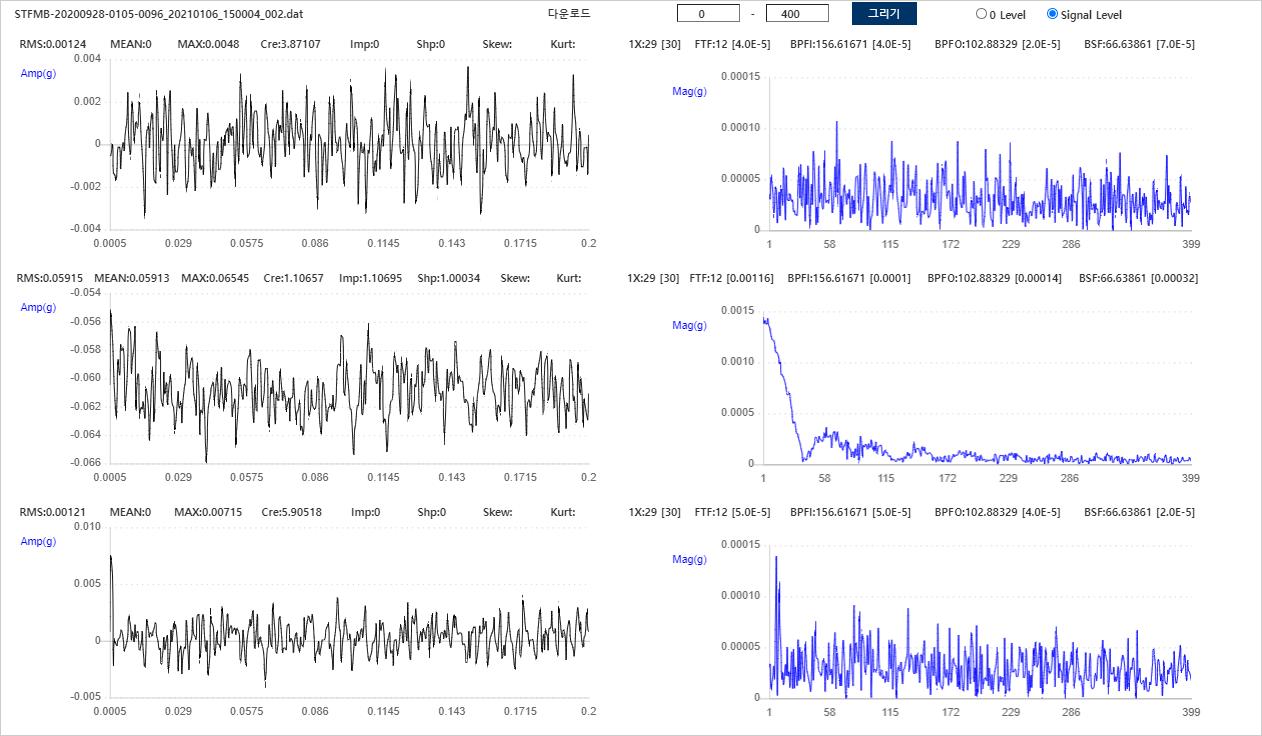 STFMB-20200928-0105-0096_20210106_150004_002.dat 다운로드 0 - 400 그리기 0 Level Signal Level
RMS:0.00124 MEAN:0 MAX:0.0048 Cre:3.87107 Imp:0 Shp:0 Skew: Kurt: 1X:29 [30] FTF:12 [4.0E-5] BPFI:156.61671 [4.0E-5] BPFO:102.88329 [2.0E-5] BSF:66.63861 [7.0E-5]
Amp(g)
0.004
0.002
0
-0.002
-0.004
0.0005 0.029 0.0575 0.086 0.1145 0.143 0.1715 0.2
Mag(g)
0.00015
0.00010
0.00005
0
1 58 115 172 229 286 399
RMS:0.05915 MEAN:0.05913 MAX:0.06545 Cre:1.10657 Imp:1.10695 Shp:1.00034 Skew: Kurt: 1X:29 [30] FTF:12 [0.00116] BPFI:156.61671 [0.0001] BPFO:102.88329 [0.00014] BSF:66.63861 [0.00032]
Amp(g)
-0.054
-0.056
-0.058
-0.060
-0.062
-0.064
-0.066
0.0005 0.029 0.0575 0.086 0.1145 0.143 0.1715 0.2
Mag(g)
0.0015
0.0010
0.0005
0
1 58 115 172 229 286 399
RMS:0.00121 MEAN:0 MAX:0.00715 Cre:5.90518 Imp:0 Shp:0 Skew: Kurt: 1X:29 [30] FTF:12 [5.0E-5] BPFI:156.61671 [5.0E-5] BPFO:102.88329 [4.0E-5] BSF:66.63861 [2.0E-5]
Amp(g)
0.010
0.005
0
-0.005
0.0005 0.029 0.0575 0.086 0.1145 0.143 0.1715 0.2
Mag(g)
0.00015
0.00010
0.00005
0
1 58 115 172 229 286 399